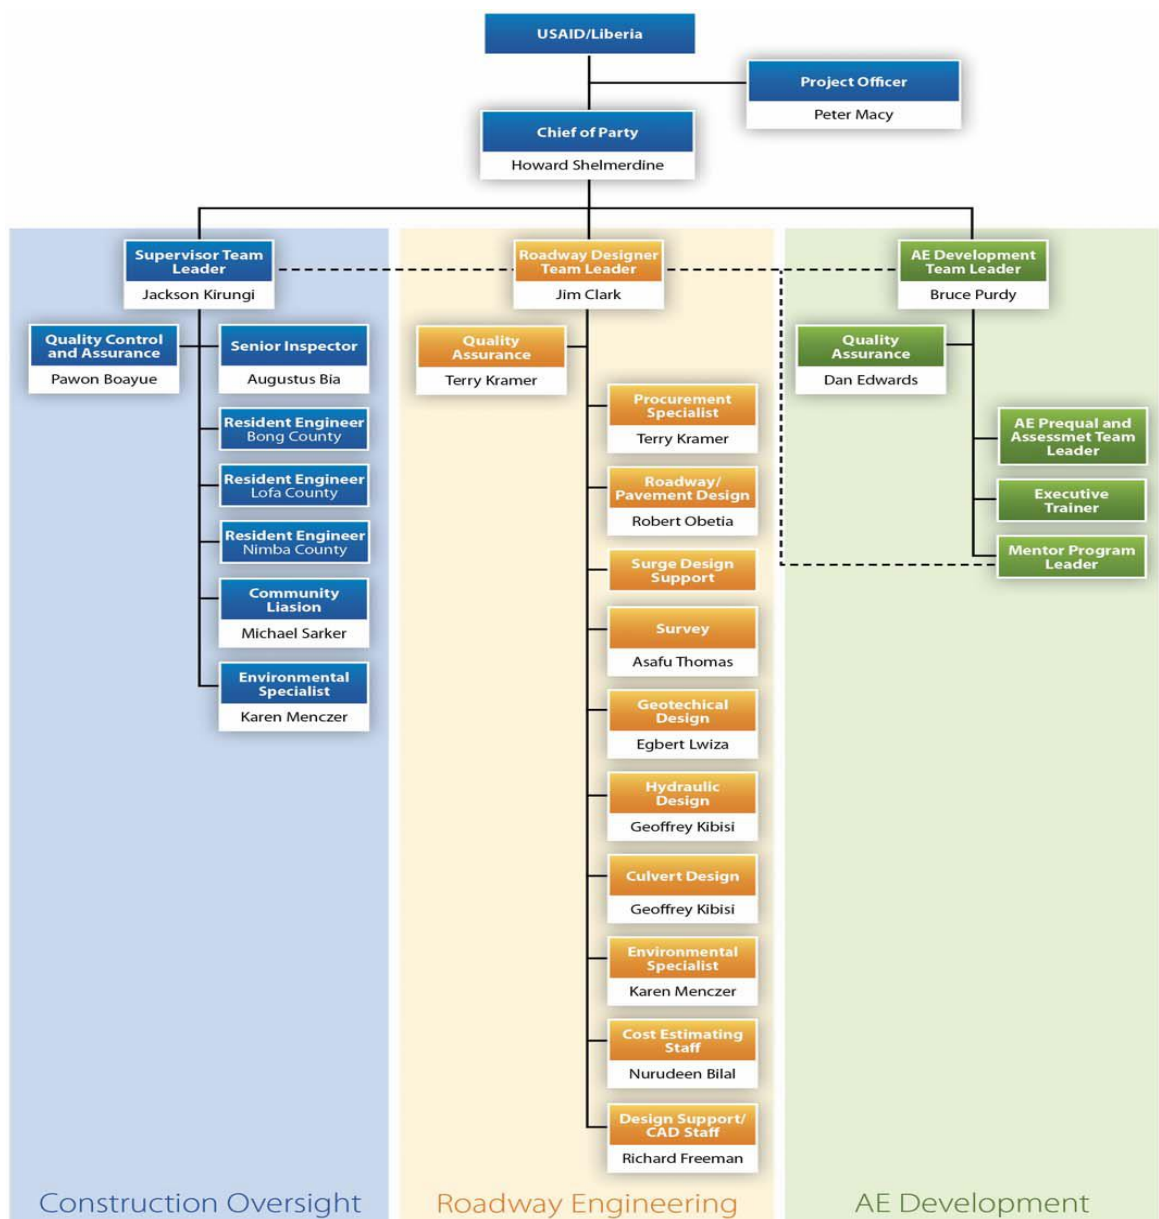 USAID/Liberia
Project Officer
Peter Macy
Chief of Party
Howard Shelmerdine
Supervisor Team
Leader
Jackson Kirungi
Quality Control
and Assurance
Pawon Boayue
Senior Inspector
Augustus Bia
Resident Engineer
Bong County
Resident Engineer
Lofa County
Resident Engineer
Nimba County
Community
Liasion
Michael Sarker
Environmental
Specialist
Karen Menczer
Construction Oversight
Roadway Designer
Team Leader
Jim Clark
Quality
Assurance
Terry Kramer
Procurement
Specialist
Terry Kramer
Roadway/
Pavement Design
Robert Obetia
Surge Design
Support
Survey
Asafu Thomas
Geotechical
Design
Egbert Lwiza
Hydraulic
Design
Geoffrey Kibisi
Culvert Design
Geoffrey Kibisi
Environmental
Specialist
Karen Menczer
Cost Estimating
Staff
Nurudeen Bilal
Design Support/
CAD Staff
Richard Freeman
Roadway Engineering
AE Development
Team Leader
Bruce Purdy
Quality
Assurance
Dan Edwards
AE Prequal and
Assessmet Team
Leader
Executive
Trainer
Mentor Program
Leader
AE Development